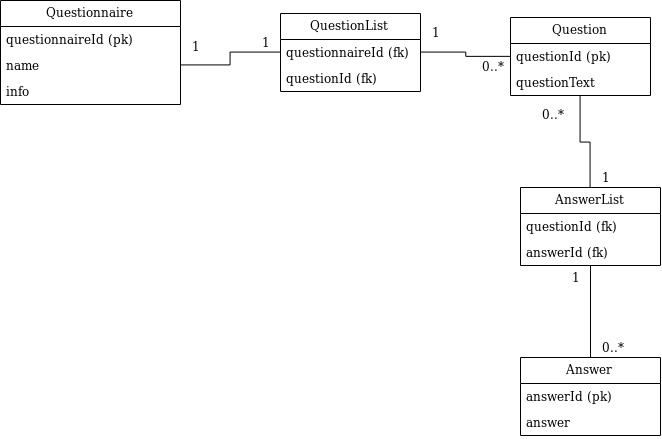 Questionnaire
questionnaireId (pk)
name
info
1
1
QuestionList
questionnaireId (fk)
questionId (fk)
1
0..*
Question
questionId (pk)
questionText
0..*
1
AnswerList
questionId (fk)
answerId (fk)
1
0..*
Answer
answerId (pk)
answer